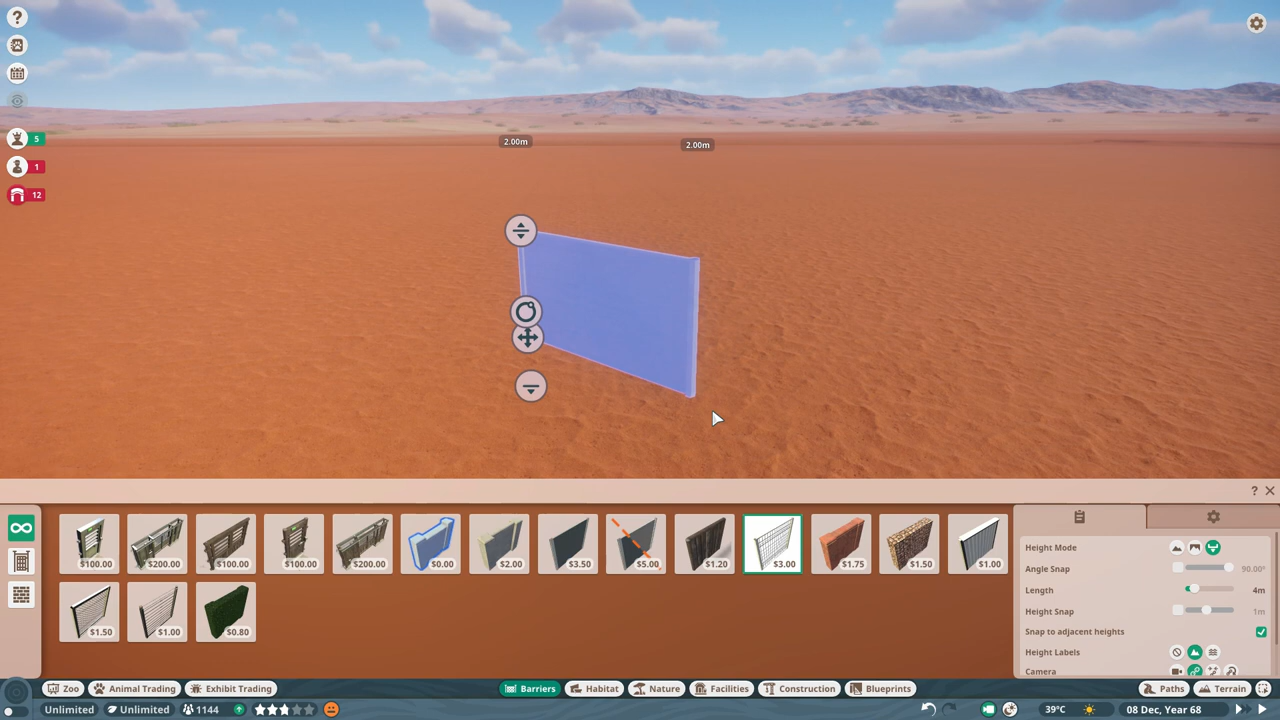 ?
5
1
12
2.00m
2.00m
? ×
$100.00
$200.00
$100.00
$100.00
$200.00
$0.00
$2.00
$3.50
$5.00
$1.20
$3.00
$1.75
$1.50
$1.00
$1.50
$1.00
$0.80
Height Mode
Angle Snap 90.00°
Length 4m
Height Snap 1m
Snap to adjacent heights
Height Labels
Camera
Zoo Animal Trading Exhibit Trading Barriers Habitat Nature Facilities Construction Blueprints Paths Terrain
Unlimited Unlimited 1144 39°C 08 Dec, Year 68